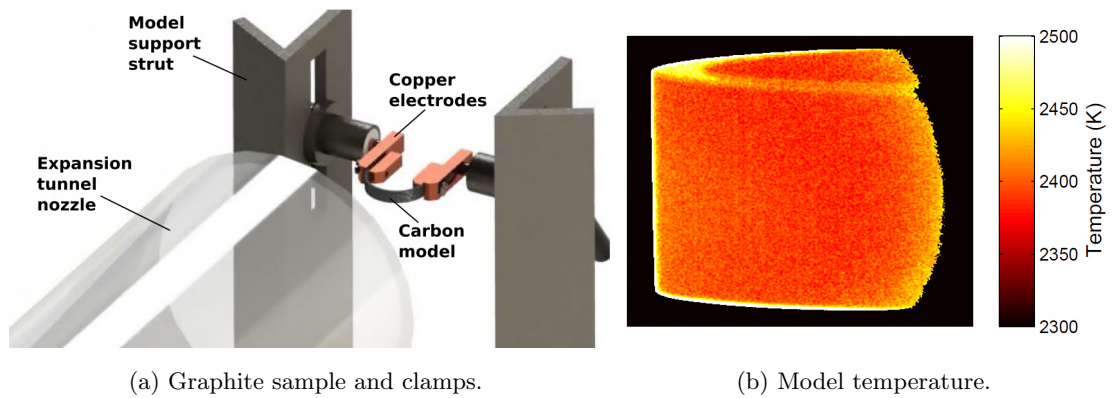 Model
support
strut
Copper
electrodes
Expansion
tunnel
nozzle
Carbon
model
2500
2450
2400
2350
2300
Temperature (K)
(a) Graphite sample and clamps.
(b) Model temperature.